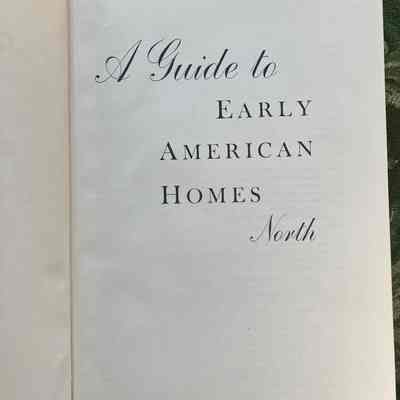 A Guide to
EARLY
AMERICAN
HOMES
North